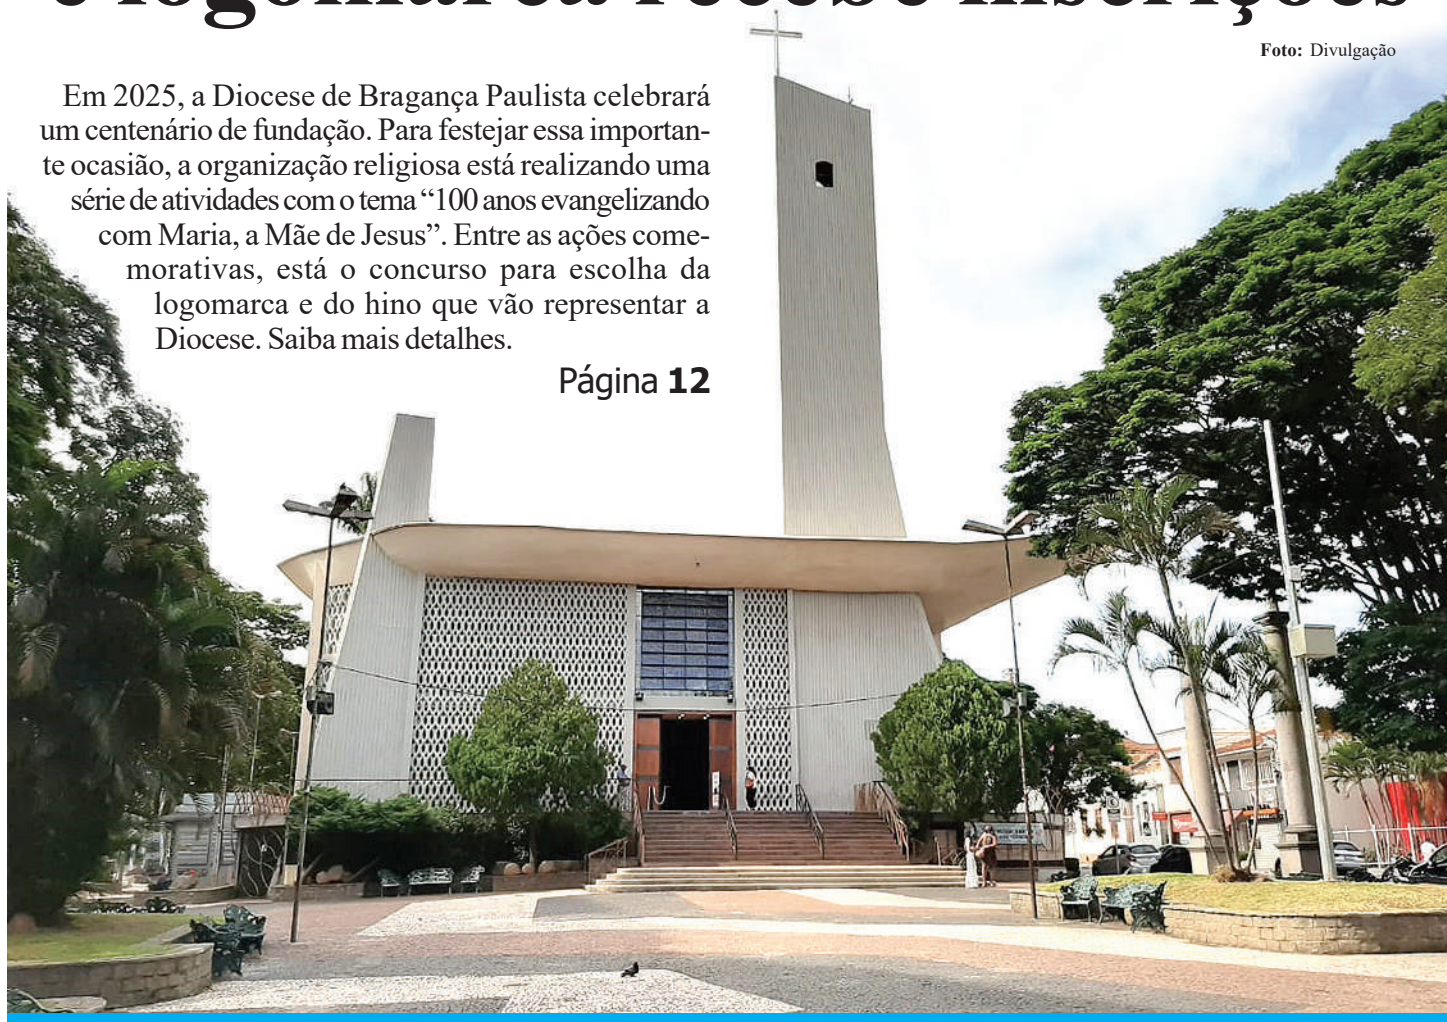 e logomarca recebe inscrições
Foto: Divulgação
Em 2025, a Diocese de Bragança Paulista celebrará
um centenário de fundação. Para festejar essa importan-
te ocasião, a organização religiosa está realizando uma
série de atividades com o tema “100 anos evangelizando
com Maria, a Mãe de Jesus”. Entre as ações come-
morativas, está o concurso para escolha da
logomarca e do hino que vão representar a
Diocese. Saiba mais detalhes.
Página 12